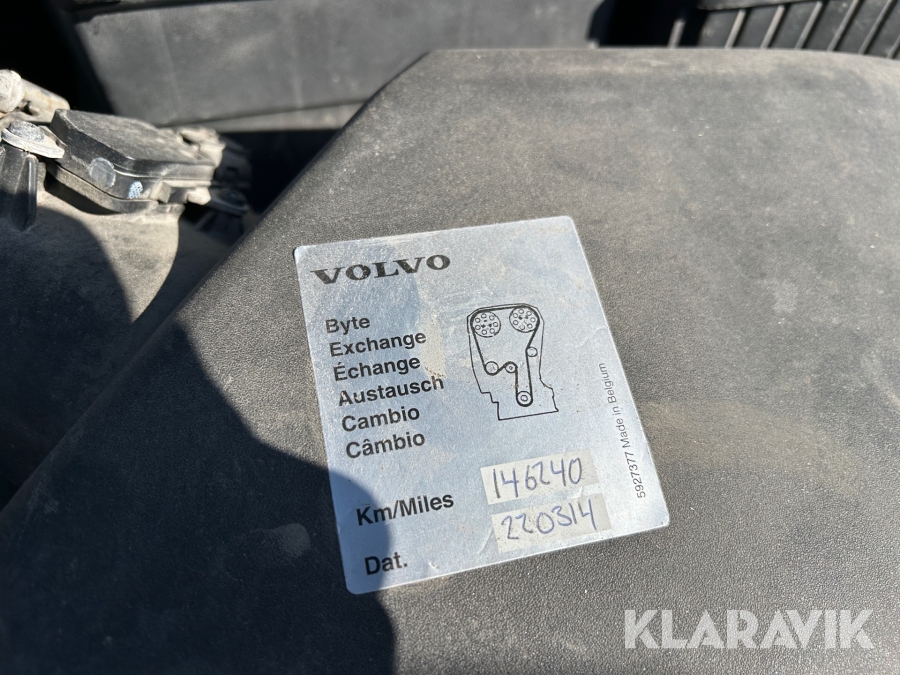 VOLVO
Byte
Exchange
Échange
Austausch
Cambio
Câmbio
Km/Miles 146240
Dat. 220314
5927377 Made in Belgium
KLARAVIK